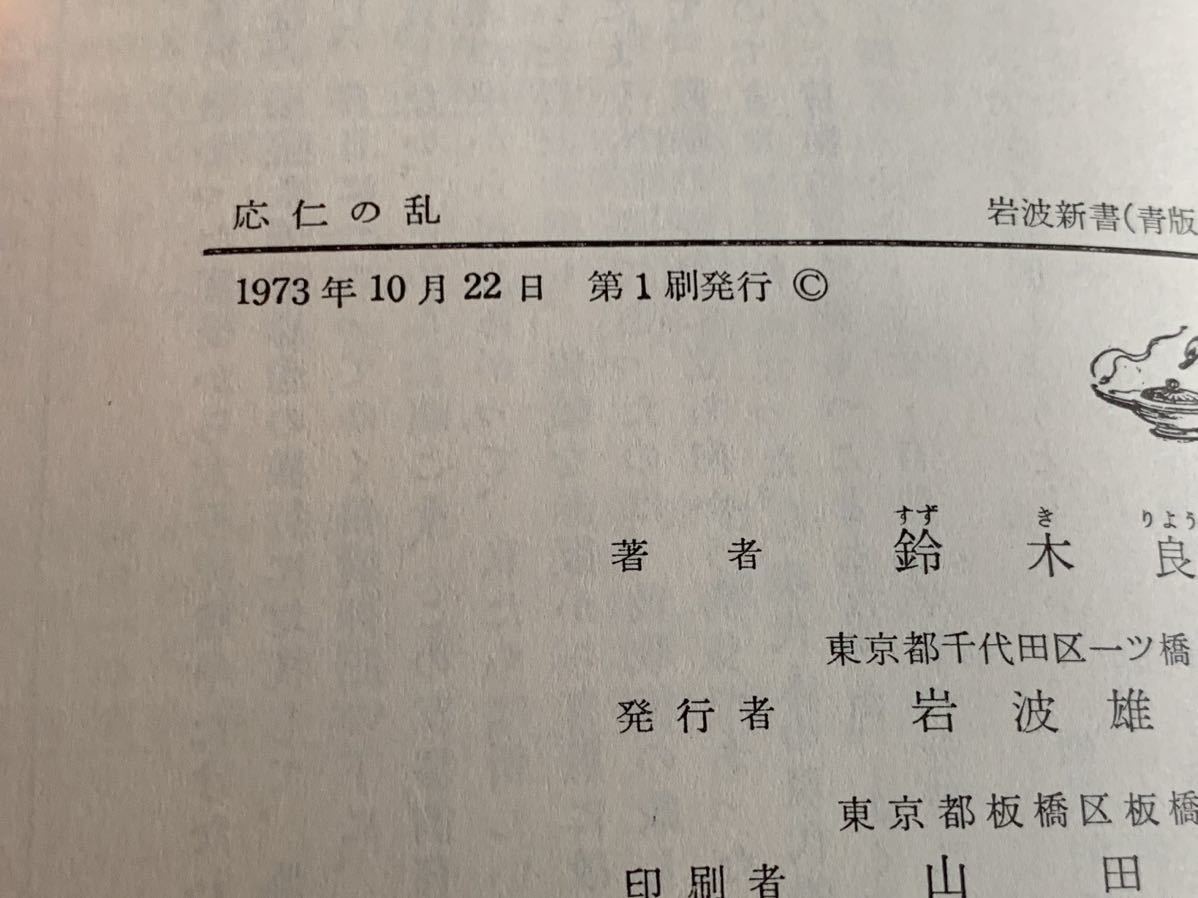 応仁の乱 岩波新書(青版
1973年10月22日 第1刷発行 ©
すずきりよう
著者 鈴木良
東京都千代田区一ツ橋
発行者 岩波雄
東京都板橋区板橋
印刷者 山田